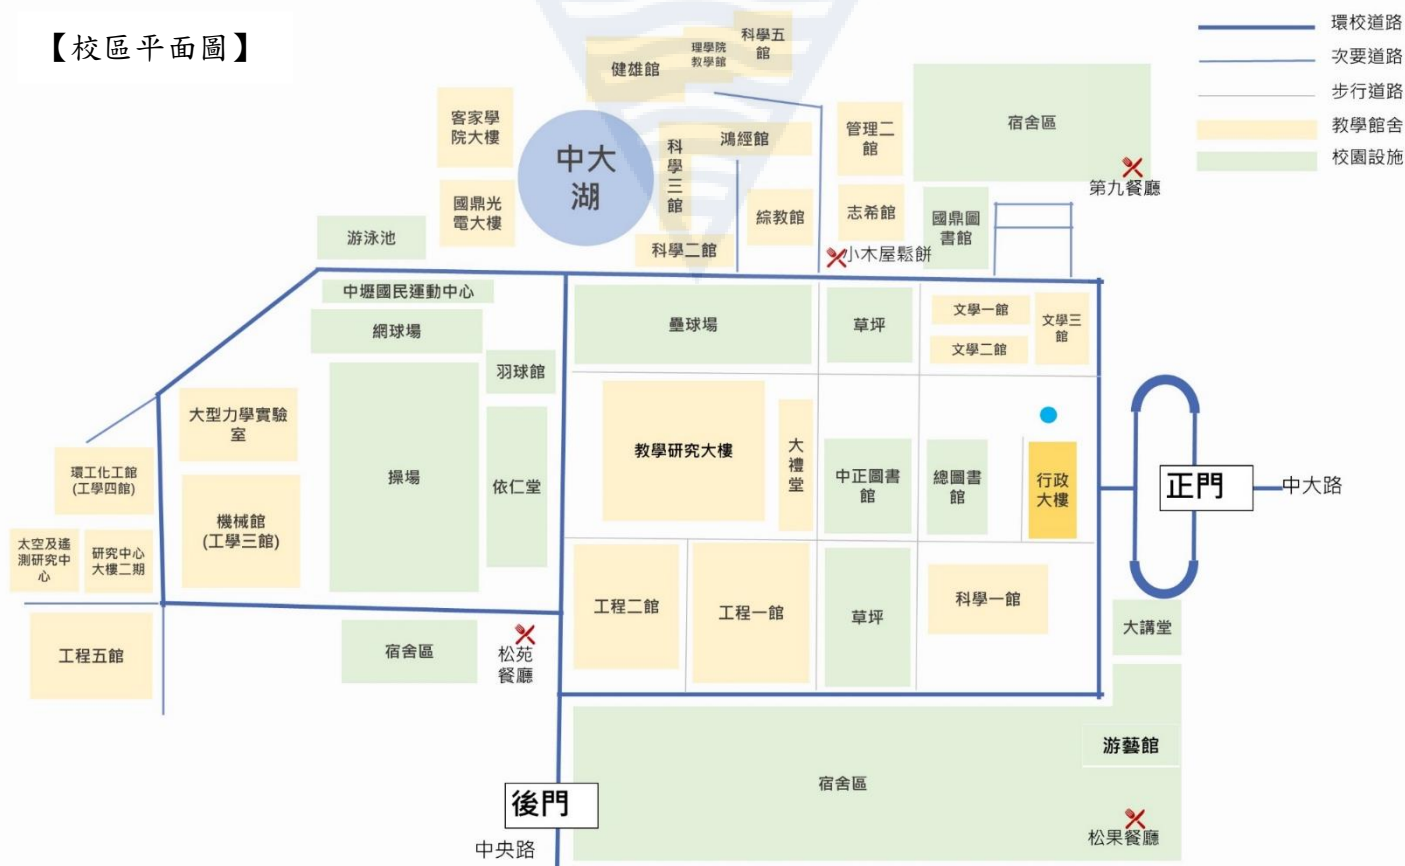 【校區平面圖】
環校道路
次要道路
步行道路
教學館舍
校園設施
科學五
館
理學院
教學館
健雄館
客家學
院大樓
中大
湖
科
學
三
館
鴻經館
管理二
館
宿舍區
第九餐廳
國鼎光
電大樓
綜教館
志希館
國鼎圖
書館
游泳池
科學二館
小木屋鬆餅
中壢國民運動中心
網球場
壘球場
草坪
文學一館
文學二館
文學三
館
羽球館
大型力學實驗
室
操場
依仁堂
教學研究大樓
大
禮
堂
中正圖書
館
總圖書
館
行政
大樓
正門
中大路
環工化工館
(工學四館)
機械館
(工學三館)
太空及遙
測研究中
心
研究中心
大樓二期
工程二館
工程一館
草坪
科學一館
大講堂
工程五館
宿舍區
松苑
餐廳
游藝館
宿舍區
後門
松果餐廳
中央路